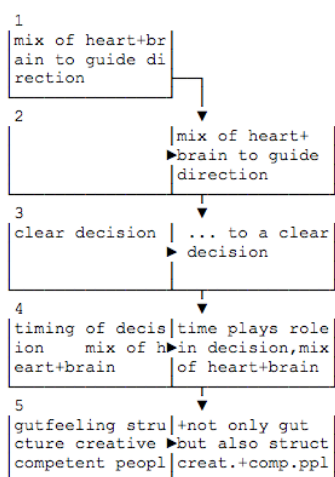 1
mix of heart+br
ain to guide di
rection
2
mix of heart+
brain to guide
direction
3
clear decision
... to a clear
decision
4
timing of decis
ion mix of h
eart+brain
time plays role
in decision,mix
of heart+brain
5
gutfeeling stru
cture creative
competent peopl
+not only gut
but also struct
creat.+comp.ppl